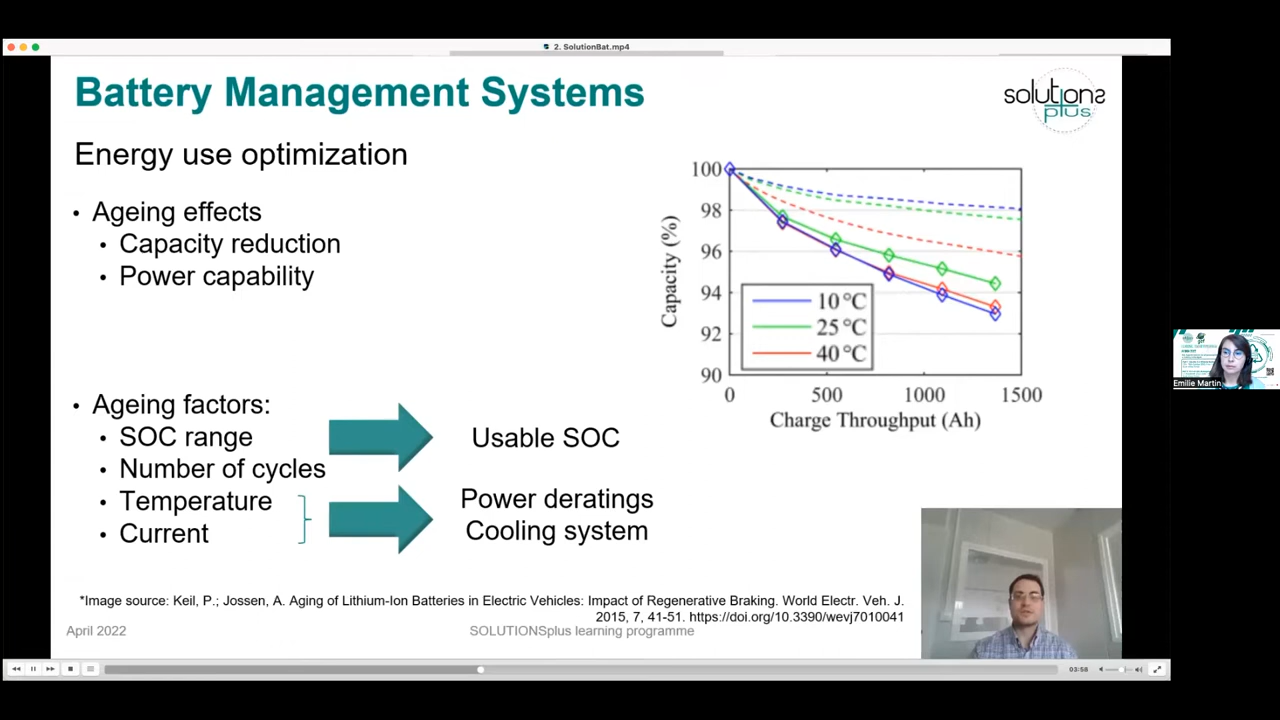 2. SolutionBat.mp4
Battery Management Systems
solutions
plus
Energy use optimization
• Ageing effects
• Capacity reduction
• Power capability
100
98
96
94
92
90
Capacity (%)
10 °C
25 °C
40 °C
0 500 1000 1500
Charge Throughput (Ah)
• Ageing factors:
• SOC range
• Number of cycles
• Temperature
• Current
Usable SOC
Power deratings
Cooling system
*Image source: Keil, P.; Jossen, A. Aging of Lithium-Ion Batteries in Electric Vehicles: Impact of Regenerative Braking. World Electr. Veh. J.
2015, 7, 41-51. https://doi.org/10.3390/wevj7010041
April 2022
SOLUTIONSplus learning programme
03:58
Emilie Martin